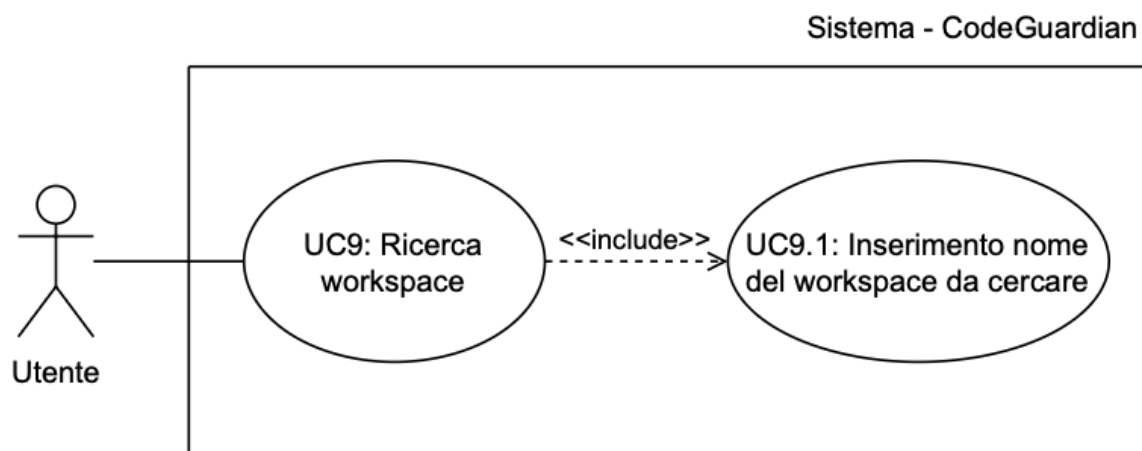 Sistema - CodeGuardian
UC9: Ricerca
workspace
<<include>>
UC9.1: Inserimento nome
del workspace da cercare
Utente